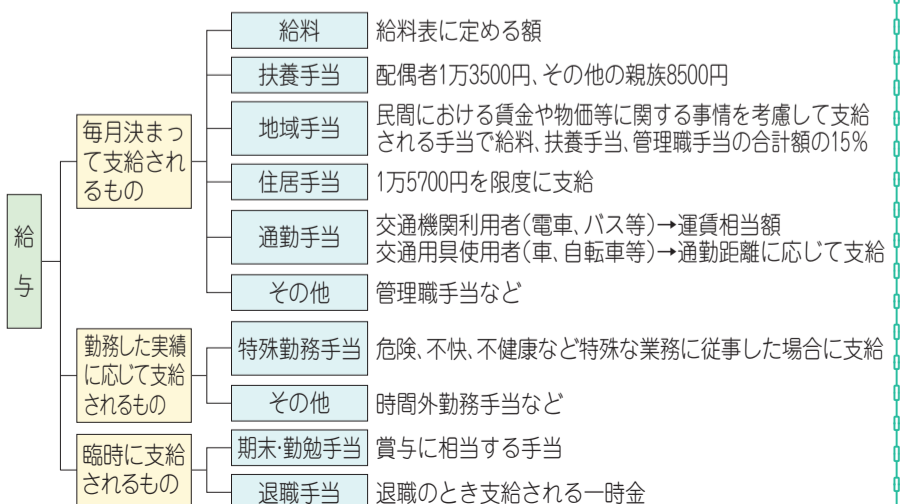 給与
毎月決まっ
て支給され
るもの
給料
給料表に定める額
扶養手当
配偶者1万3500円、その他の親族8500円
地域手当
民間における賃金や物価等に関する事情を考慮して支給
される手当で給料、扶養手当、管理職手当の合計額の15%
住居手当
1万5700円を限度に支給
通勤手当
交通機関利用者(電車、バス等)→運賃相当額
交通用具使用者(車、自転車等)→通勤距離に応じて支給
その他
管理職手当など
勤務した実績
に応じて支給
されるもの
特殊勤務手当
危険、不快、不健康など特殊な業務に従事した場合に支給
その他
時間外勤務手当など
臨時に支給
されるもの
期末・勤勉手当
賞与に相当する手当
退職手当
退職のとき支給される一時金